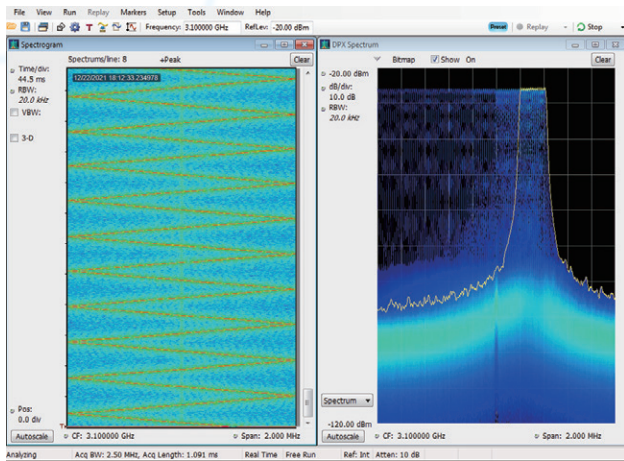 File View Run Replay Markers Setup Tools Window Help
Frequency: 3.100000 GHz RefLev: -20.00 dBm Preset Replay Stop
Spectrogram
Time/div:
44.5 ms
RBW:
20.0 kHz
VBW:
3-D
Pos:
0.0 div
Autoscale
Spectrums/line: 8 +Peak Clear
12/22/2021 18:12:33.234978
CF: 3.100000 GHz Span: 2.000 MHz
DPX Spectrum
Bitmap Show On Clear
-20.00 dBm
dB/div:
10.0 dB
RBW:
20.0 kHz
Spectrum
-120.00 dBm
Autoscale CF: 3.100000 GHz Span: 2.000 MHz
Analyzing Acq BW: 2.50 MHz, Acq Length: 1.091 ms Real Time Free Run Ref: Int Atten: 10 dB